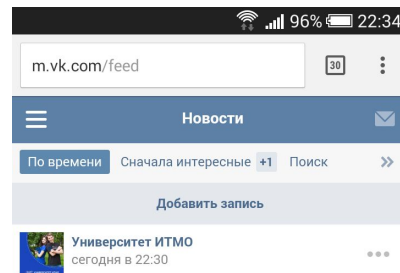 96% 22:34
m.vk.com/feed 30
Новости
По времени Сначала интересные +1 Поиск »
Добавить запись
Университет ИТМО
сегодня в 22:30